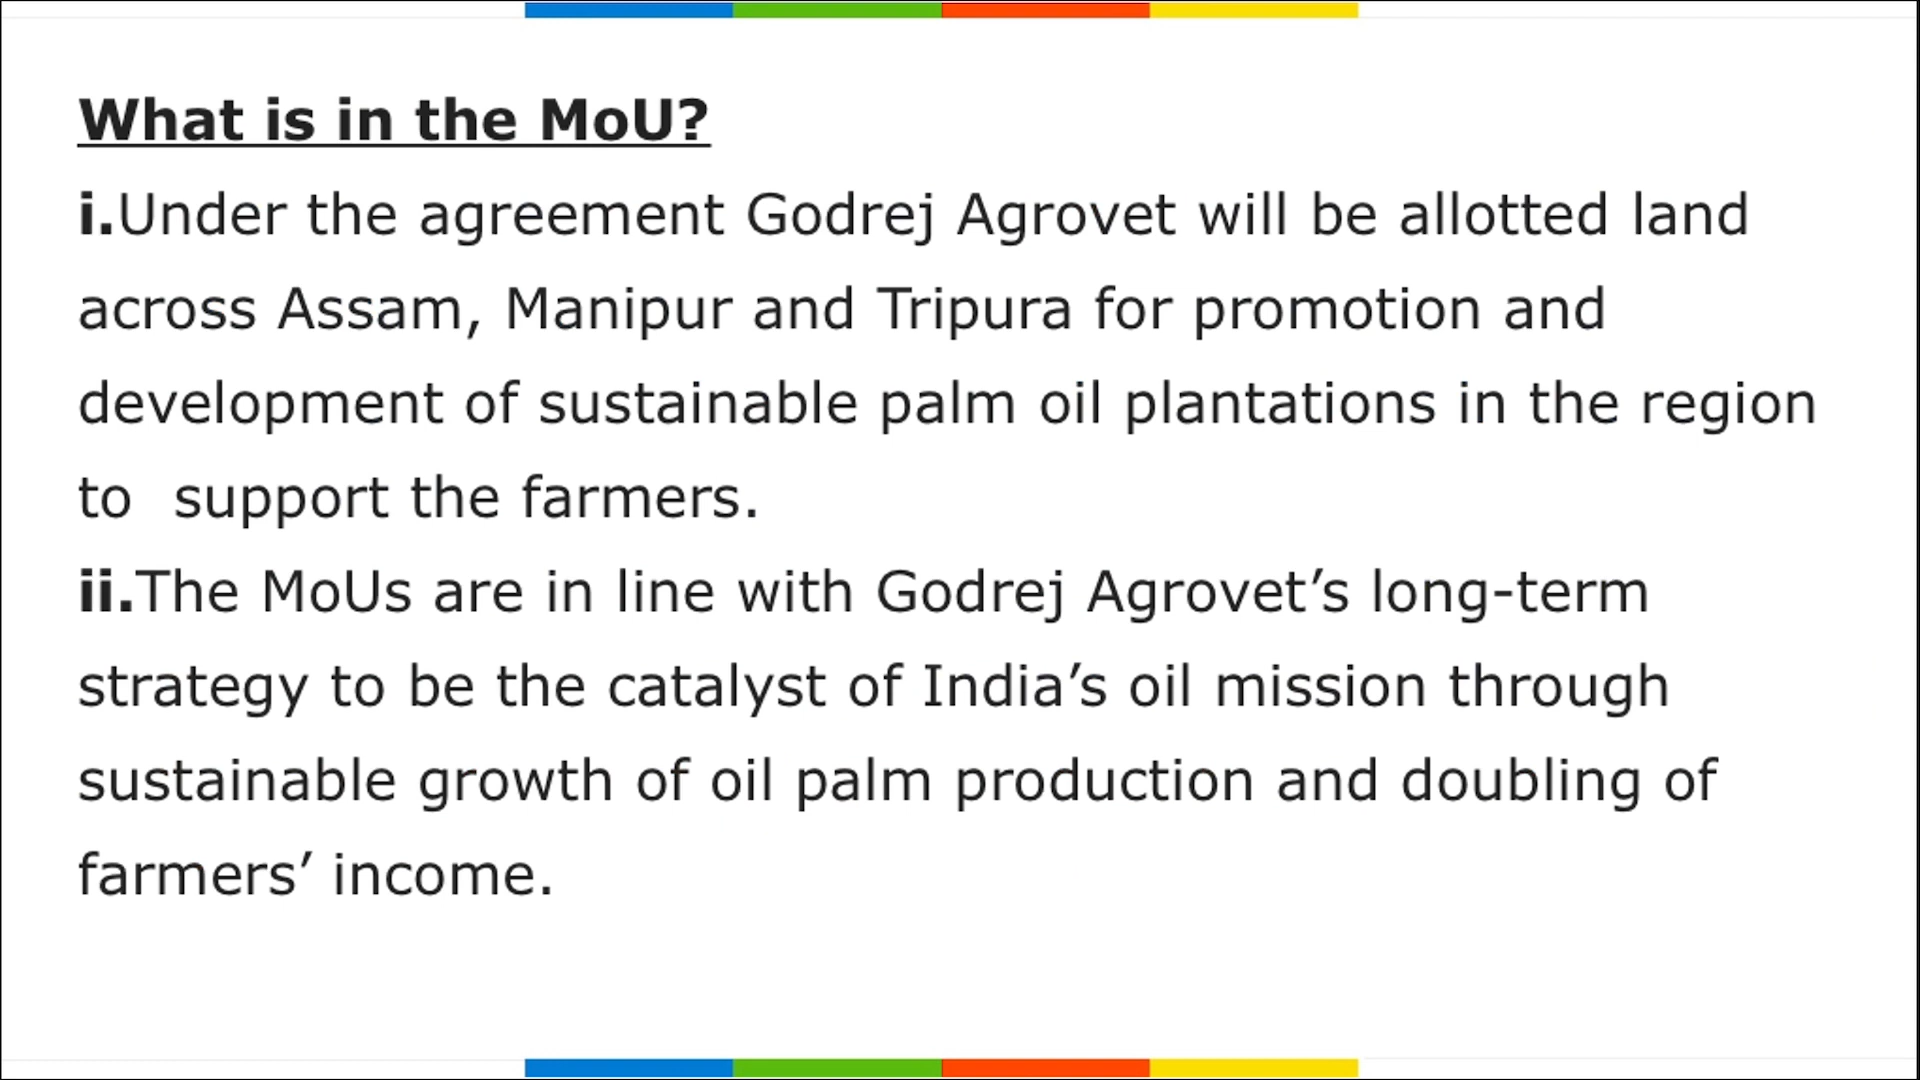 What is in the MoU?
i.Under the agreement Godrej Agrovet will be allotted land
across Assam, Manipur and Tripura for promotion and
development of sustainable palm oil plantations in the region
to  support the farmers.
ii.The MoUs are in line with Godrej Agrovet’s long-term
strategy to be the catalyst of India’s oil mission through
sustainable growth of oil palm production and doubling of
farmers’ income.